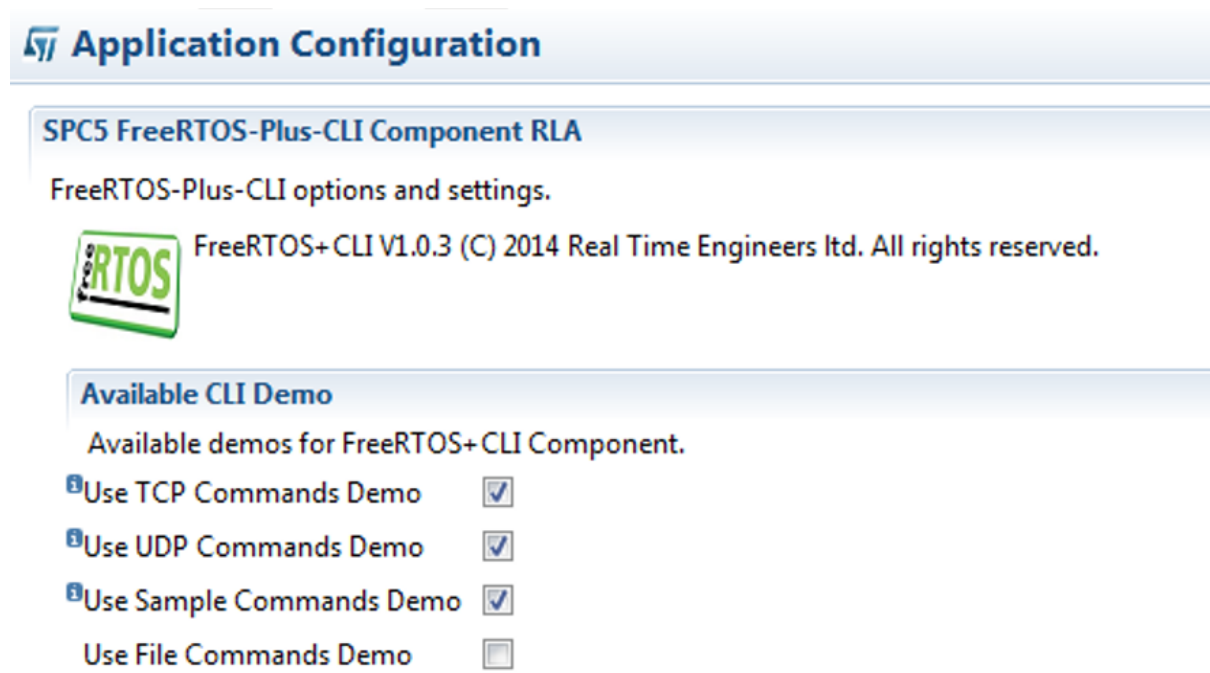 Application Configuration
SPC5 FreeRTOS-Plus-CLI Component RLA
FreeRTOS-Plus-CLI options and settings.
FreeRTOS+CLI V1.0.3 (C) 2014 Real Time Engineers ltd. All rights reserved.
free RTOS
Available CLI Demo
Available demos for FreeRTOS+CLI Component.
Use TCP Commands Demo
Use UDP Commands Demo
Use Sample Commands Demo
Use File Commands Demo